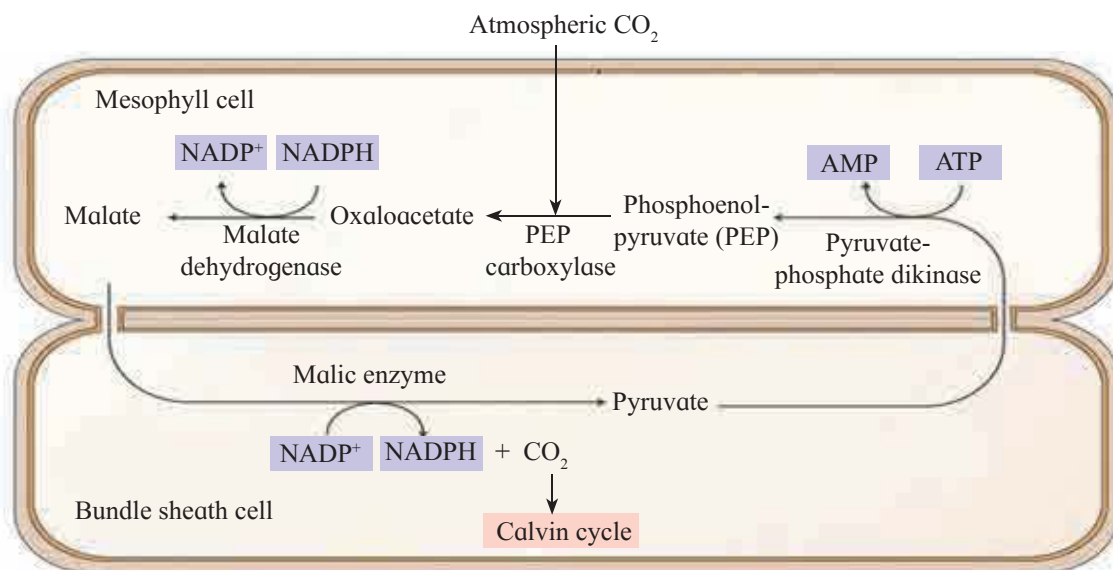 Atmospheric CO₂
Mesophyll cell
NADP⁺ NADPH
AMP ATP
Malate
Oxaloacetate
Phosphoenol-
pyruvate (PEP)
Malate
dehydrogenase
PEP
carboxylase
Pyruvate-
phosphate dikinase
Malic enzyme
Pyruvate
NADP⁺ NADPH + CO₂
Bundle sheath cell
Calvin cycle